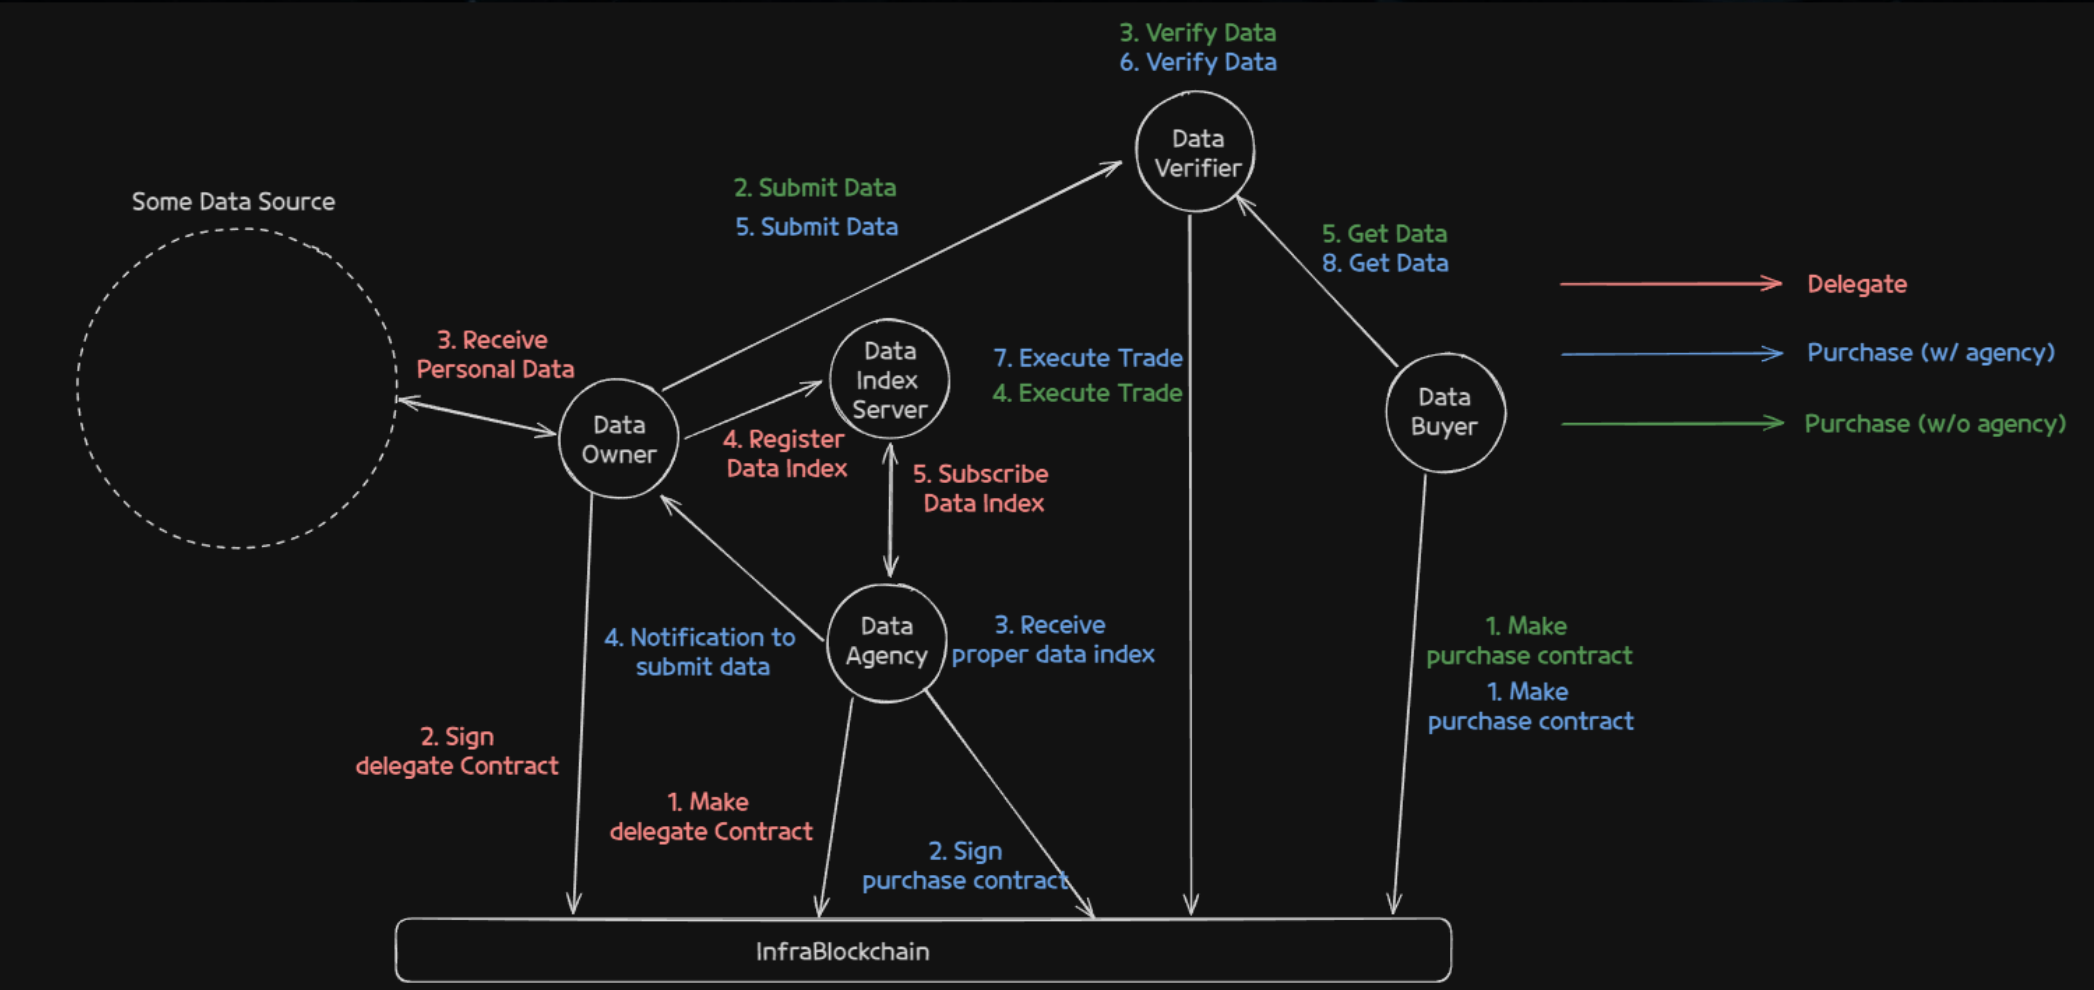 3. Verify Data
6. Verify Data
Data
Verifier
Some Data Source
2. Submit Data
5. Submit Data
5. Get Data
8. Get Data
Delegate
Purchase (w/ agency)
Purchase (w/o agency)
3. Receive
Personal Data
Data
Index
Server
7. Execute Trade
4. Execute Trade
Data
Buyer
Data
Owner
4. Register
Data Index
5. Subscribe
Data Index
4. Notification to
submit data
Data
Agency
3. Receive
proper data index
1. Make
purchase contract
1. Make
purchase contract
2. Sign
delegate Contract
1. Make
delegate Contract
2. Sign
purchase contract
InfraBlockchain